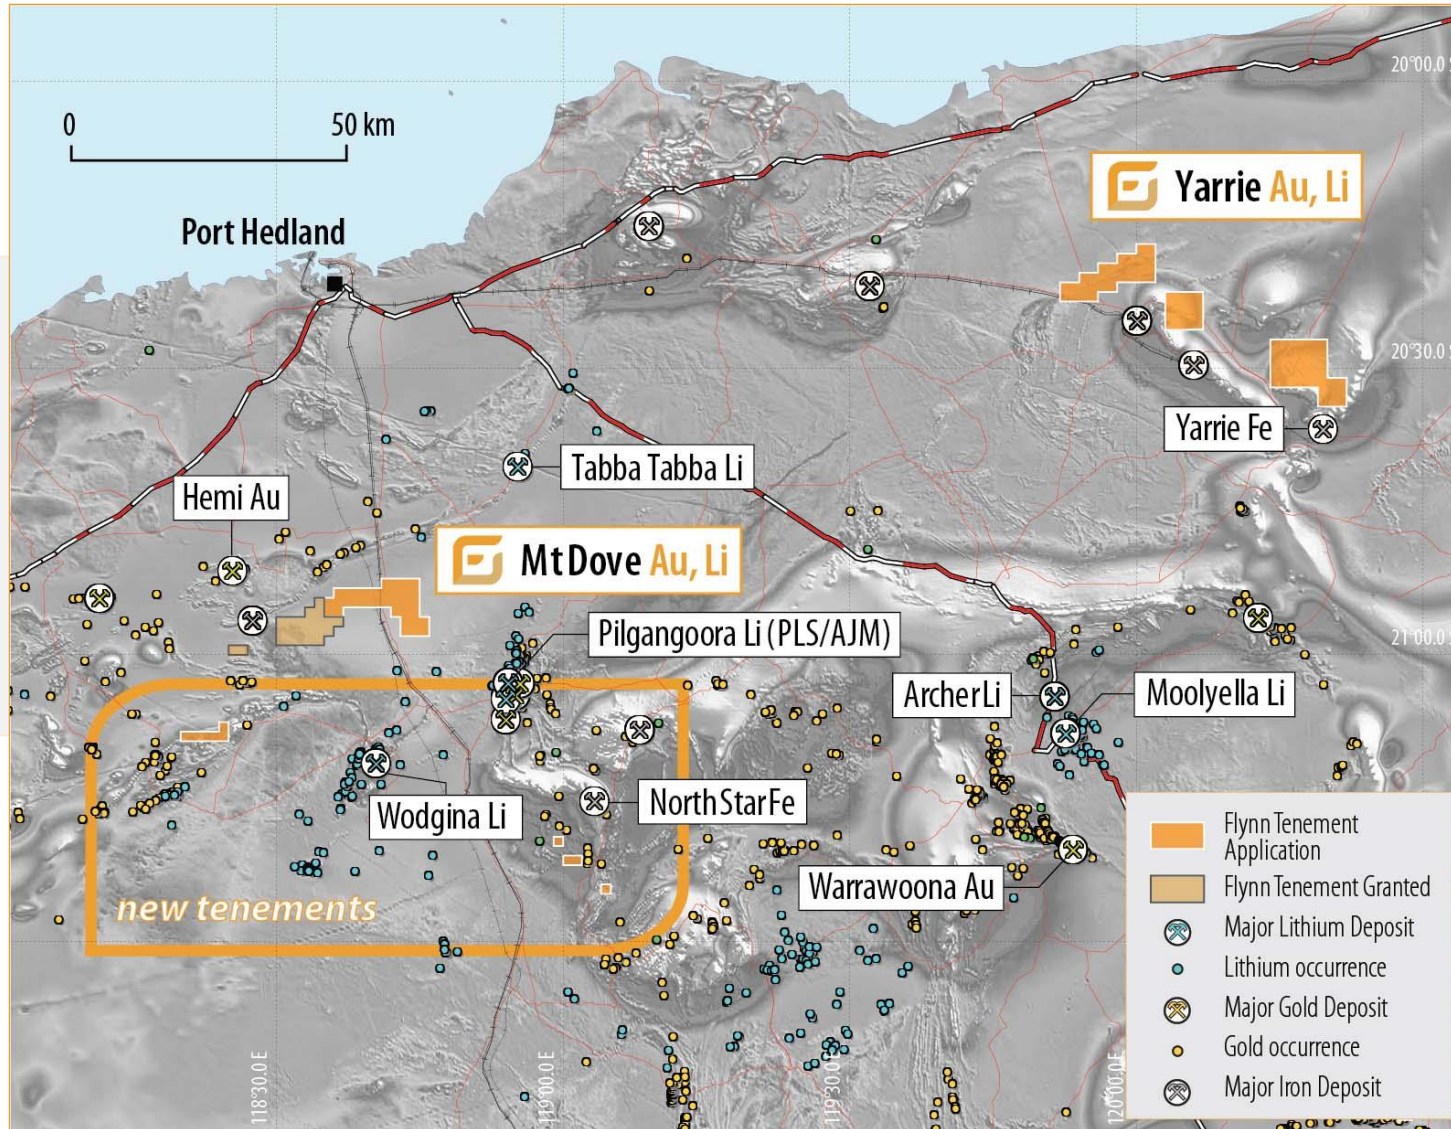 20°00.0 S
0 50 km
Yarrie Au, Li
Port Hedland
20°30.0 S
Yarrie Fe
Tabba Tabba Li
Hemi Au
Mt Dove Au, Li
Pilgangoora Li (PLS/AJM)
21°00.0 S
Archer Li
Moolyella Li
North Star Fe
Wodgina Li
Warrawoona Au
new tenements
Flynn Tenement
Application
Flynn Tenement Granted
Major Lithium Deposit
Lithium occurrence
Major Gold Deposit
Gold occurrence
Major Iron Deposit
118°30.0 E
119°00.0 E
119°30.0 E
120°00.0 E